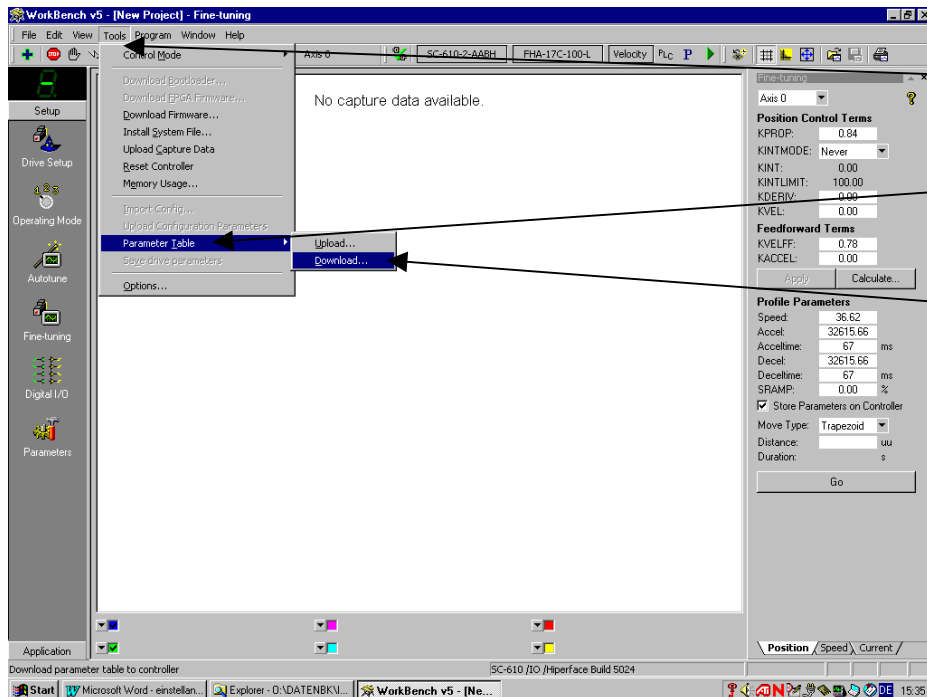 WorkBench v5 - [New Project] - Fine-tuning
File Edit View Tools Program Window Help
STOP Axis 0 SC-610-2-AABH FHA-17C-100-L Velocity PLC P
Setup
Drive Setup
Operating Mode
Autotune
Fine-tuning
Digital I/O
Parameters
Application
Control Mode
Download Bootloader...
Download FPGA Firmware...
Download Firmware...
Install System File...
Upload Capture Data
Reset Controller
Memory Usage...
Import Config...
Upload Configuration Parameters
Parameter Table
Save drive parameters
Options...
Upload...
Download...
No capture data available.
Fine-tuning
Axis 0
Position Control Terms
KPROP: 0.84
KINTMODE: Never
KINT: 0.00
KINTLIMIT: 100.00
KDERIV: 0.00
KVEL: 0.00
Feedforward Terms
KVELFF: 0.78
KACCEL: 0.00
Apply Calculate...
Profile Parameters
Speed: 36.62
Accel: 32615.66
Acceltime: 67 ms
Decel: 32615.66
Deceltime: 67 ms
SRAMP: 0.00 %
Store Parameters on Controller
Move Type: Trapezoid
Distance: uu
Duration: s
Go
Position Speed Current
Download parameter table to controller SC-610 /IO /Hiperface Build 5024
Start Microsoft Word - einstellan... Explorer - D:\DATENBK\... WorkBench v5 - [Ne... DE 15:35